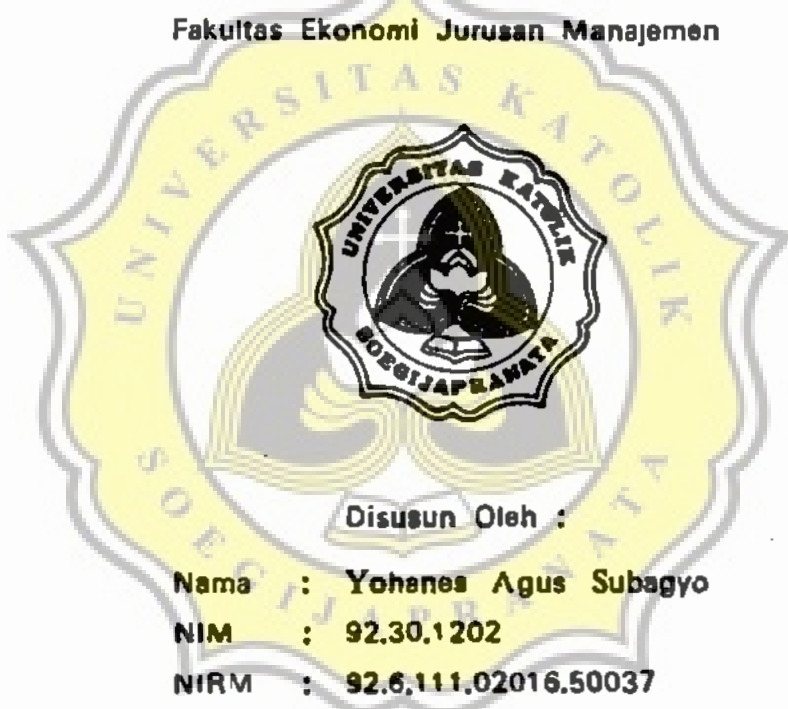 Fakultas Ekonomi Jurusan Manajemen
UNIVERSITAS KATOLIK
SOEGIJAPRANATA
UNIVERSITAS KATOLIK
SOEGIJAPRANATA
Disusun Oleh :
Nama : Yohanes Agus Subagyo
NIM : 92.30.1202
NIRM : 92.6.111.02016.50037